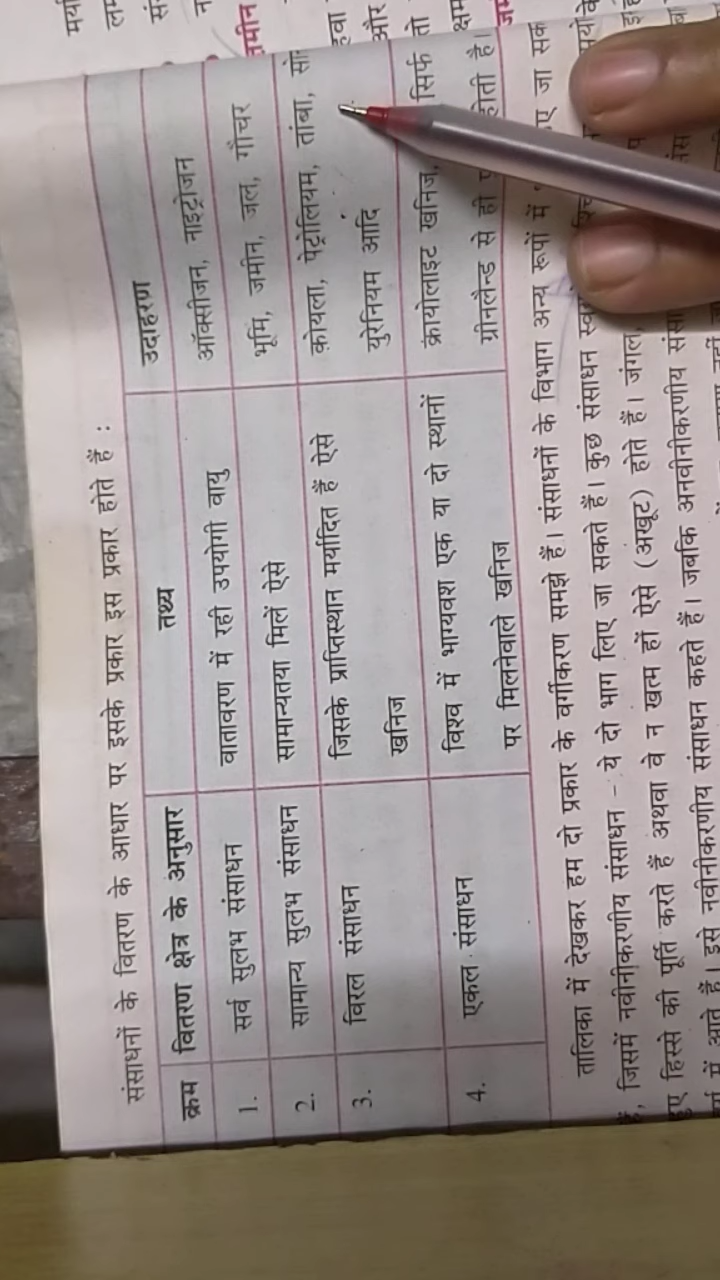 संसाधनों के वितरण के आधार पर इसके प्रकार इस प्रकार होते हैं :
क्रम वितरण क्षेत्र के अनुसार तथ्य उदाहरण
1. सर्व सुलभ संसाधन वातावरण में रही उपयोगी वायु ऑक्सीजन, नाइट्रोजन
2. सामान्य सुलभ संसाधन सामान्यतया मिलें ऐसे भूमि, जमीन, जल, गौचर
3. विरल संसाधन जिसके प्राप्तिस्थान मर्यादित हैं ऐसे कोयला, पेट्रोलियम, तांबा,
खनिज युरेनियम आदि
4. एकल संसाधन विश्व में भाग्यवश एक या दो स्थानों क्रायोलाइट खनिज, सिर्फ
पर मिलनेवाले खनिज ग्रीनलैन्ड से ही होती है।
तालिका में देखकर हम दो प्रकार के वर्गीकरण समझे हैं। संसाधनों के विभाग अन्य रूपों में जा
हैं, जिसमें नवीनीकरणीय संसाधन - ये दो भाग लिए जा सकते हैं। कुछ संसाधन
हुए हिस्से की पूर्ति करते हैं अथवा वे न खत्म हों ऐसे (अखूट) होते हैं। जंगल,
में आते हैं। इसे नवीनीकरणीय संसाधन कहते हैं। जबकि अनवीनीकरणीय